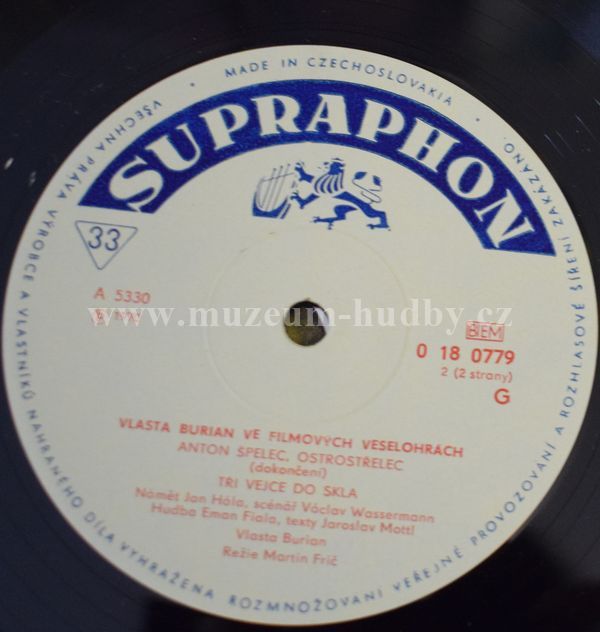 VŠECHNA PRÁVA VÝROBCE A VLASTNÍKŮ NAHRANÉHO DÍLA VYHRAŽENA ROZMNOŽOVÁNÍ VEŘEJNÉ PROVOZOVÁNÍ A ROZHLASOVÉ ŠÍŘENÍ ZAKÁZÁNO.
• MADE IN CZECHOSLOVAKIA •
SUPRAPHON
33
A 5330
www.muzeum-hudby.cz
BIEM
0 18 0779
2 (2 strany)
G
VLASTA BURIAN VE FILMOVÝCH VESELOHRÁCH
ANTON ŠPELEC, OSTROSTŘELEC
(dokončení)
TŘI VEJCE DO SKLA
Námět Jan Hóla, scénář Václav Wassermann
Hudba Eman Fiala, texty Jaroslav Mottl
Vlasta Burian
Režie Martin Frič